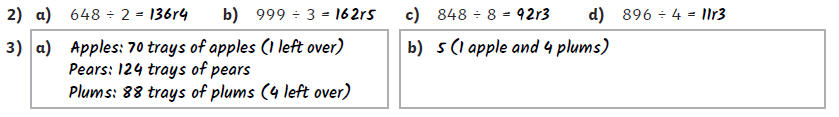 2) a) 648 ÷ 2 = 136r4 b) 999 ÷ 3 = 162r5 c) 848 ÷ 8 = 92r3 d) 896 ÷ 4 = 11r3
3) a) Apples: 70 trays of apples (1 left over)
Pears: 124 trays of pears
Plums: 88 trays of plums (4 left over)
b) 5 (1 apple and 4 plums)